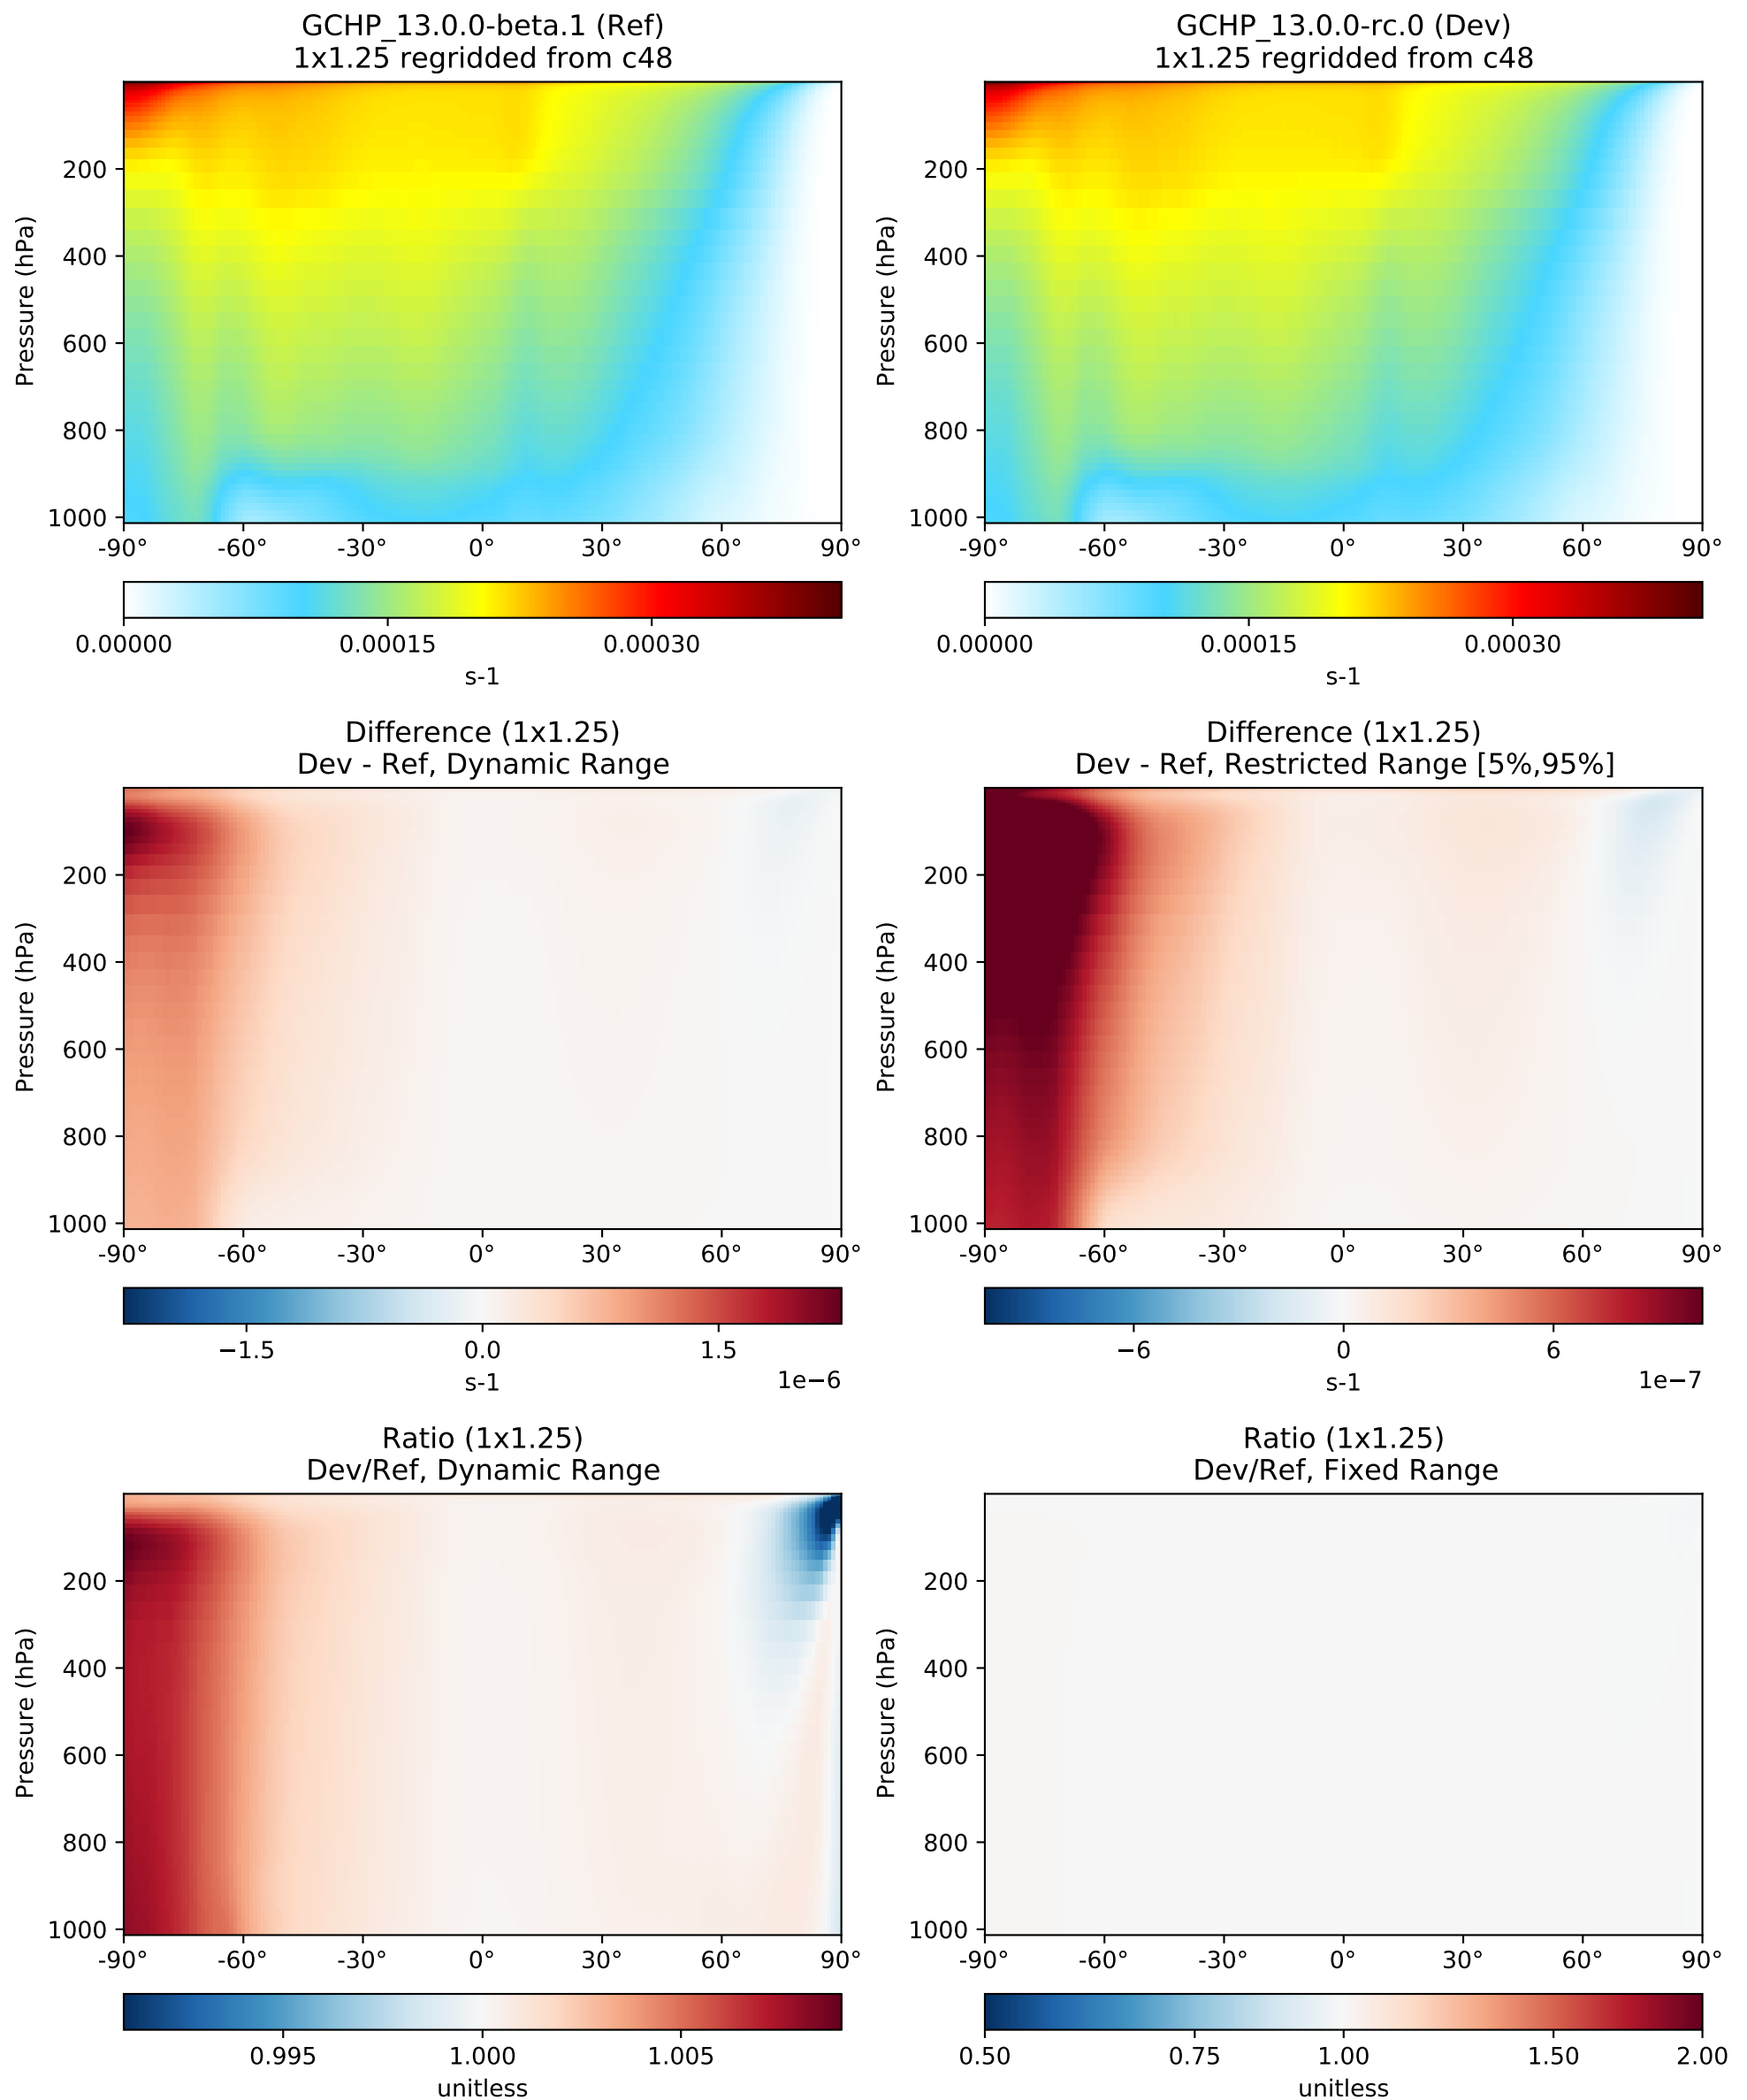 GCHP_13.0.0-beta.1 (Ref)
1x1.25 regridded from c48
Pressure (hPa)
200
400
600
800
1000
-90° -60° -30° 0° 30° 60° 90°
0.00000 0.00015 0.00030
s-1
GCHP_13.0.0-rc.0 (Dev)
1x1.25 regridded from c48
Pressure (hPa)
200
400
600
800
1000
-90° -60° -30° 0° 30° 60° 90°
0.00000 0.00015 0.00030
s-1
Difference (1x1.25)
Dev - Ref, Dynamic Range
Pressure (hPa)
200
400
600
800
1000
-90° -60° -30° 0° 30° 60° 90°
−1.5 0.0 1.5
s-1 1e−6
Difference (1x1.25)
Dev - Ref, Restricted Range [5%,95%]
Pressure (hPa)
200
400
600
800
1000
-90° -60° -30° 0° 30° 60° 90°
−6 0 6
s-1 1e−7
Ratio (1x1.25)
Dev/Ref, Dynamic Range
Pressure (hPa)
200
400
600
800
1000
-90° -60° -30° 0° 30° 60° 90°
0.995 1.000 1.005
unitless
Ratio (1x1.25)
Dev/Ref, Fixed Range
Pressure (hPa)
200
400
600
800
1000
-90° -60° -30° 0° 30° 60° 90°
0.50 0.75 1.00 1.50 2.00
unitless